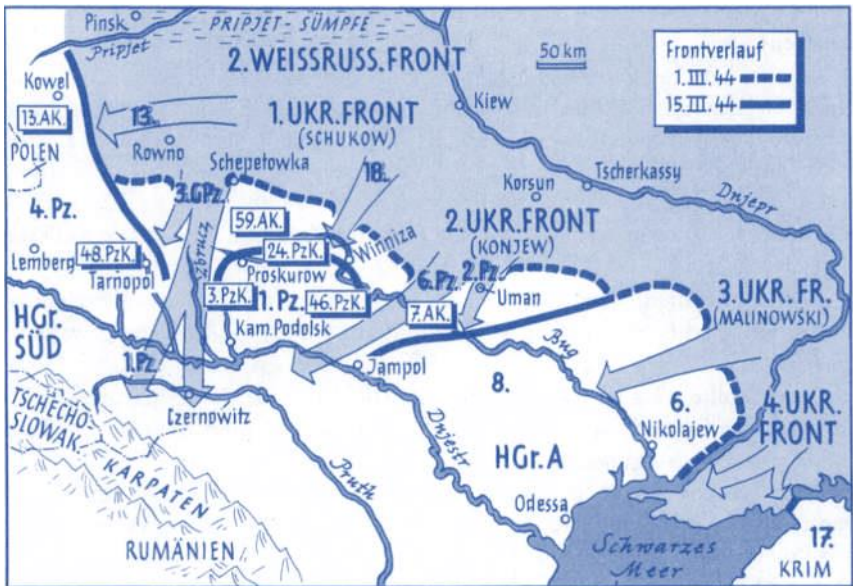 Pinsk
PRIPJET-SÜMPFE
Pripjet
2. WEISSRUSS. FRONT
50 km
Frontverlauf
1. III. 44
15. III. 44
Kowel
13. AK.
13.
1. UKR. FRONT
(SCHUKOW)
Kiew
POLEN
Rowno
Schepetowka
18.
Tscherkassy
Korsun
Dnjepr
4. Pz.
3. GPz.
59. AK.
2. UKR. FRONT
(KONJEW)
Lemberg
48. PzK.
Tarnopol
Zbrucz
24. PzK.
Winniza
Proskurow
6. Pz.
2. Pz.
Uman
3. UKR. FR.
(MALINOWSKI)
3. PzK.
1. Pz.
46. PzK.
7. AK.
HGr.
SÜD
Kam. Podolsk
1. Pz.
Jampol
Bug
8.
6.
4. UKR.
FRONT
TSCHECHO-
SLOWAK.
Czernowitz
Nikolajew
KARPATEN
Pruth
Dnjestr
HGr. A
Odessa
RUMÄNIEN
Schwarzes
Meer
17.
KRIM